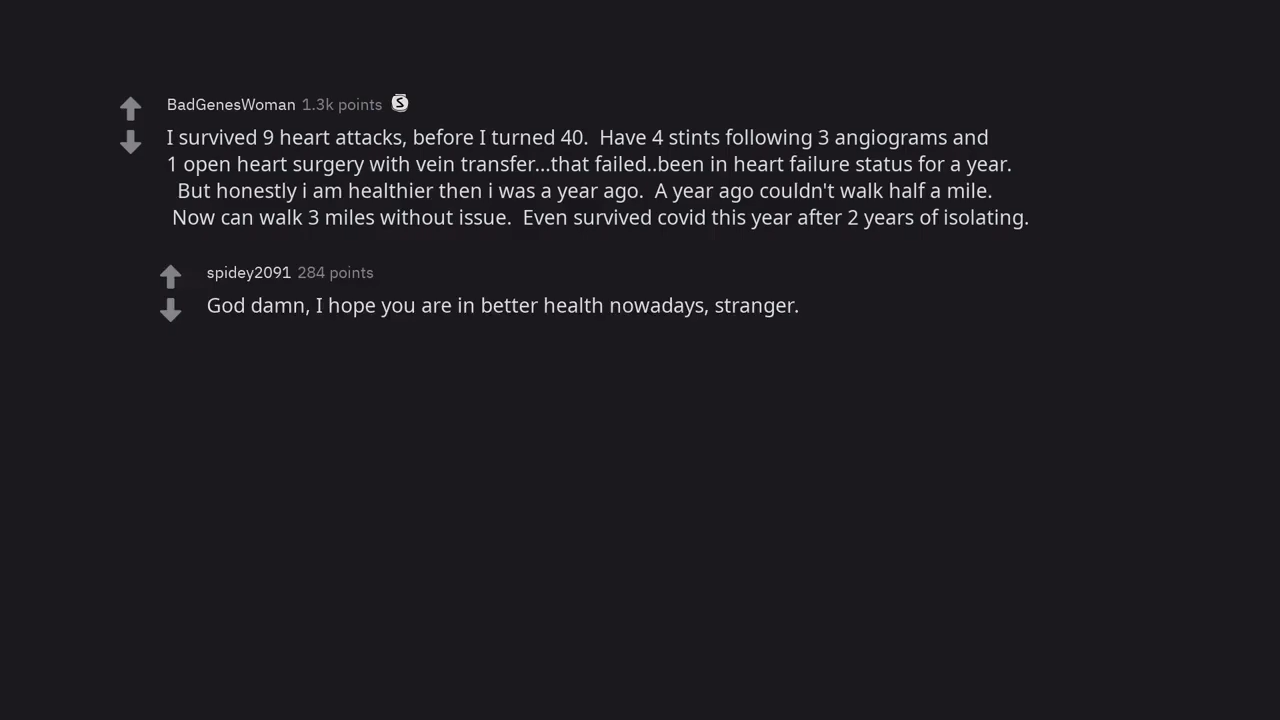 BadGenesWoman 1.3k points
I survived 9 heart attacks, before I turned 40.  Have 4 stints following 3 angiograms and
1 open heart surgery with vein transfer...that failed..been in heart failure status for a year.
But honestly i am healthier then i was a year ago.  A year ago couldn't walk half a mile.
Now can walk 3 miles without issue.  Even survived covid this year after 2 years of isolating.
spidey2091 284 points
God damn, I hope you are in better health nowadays, stranger.